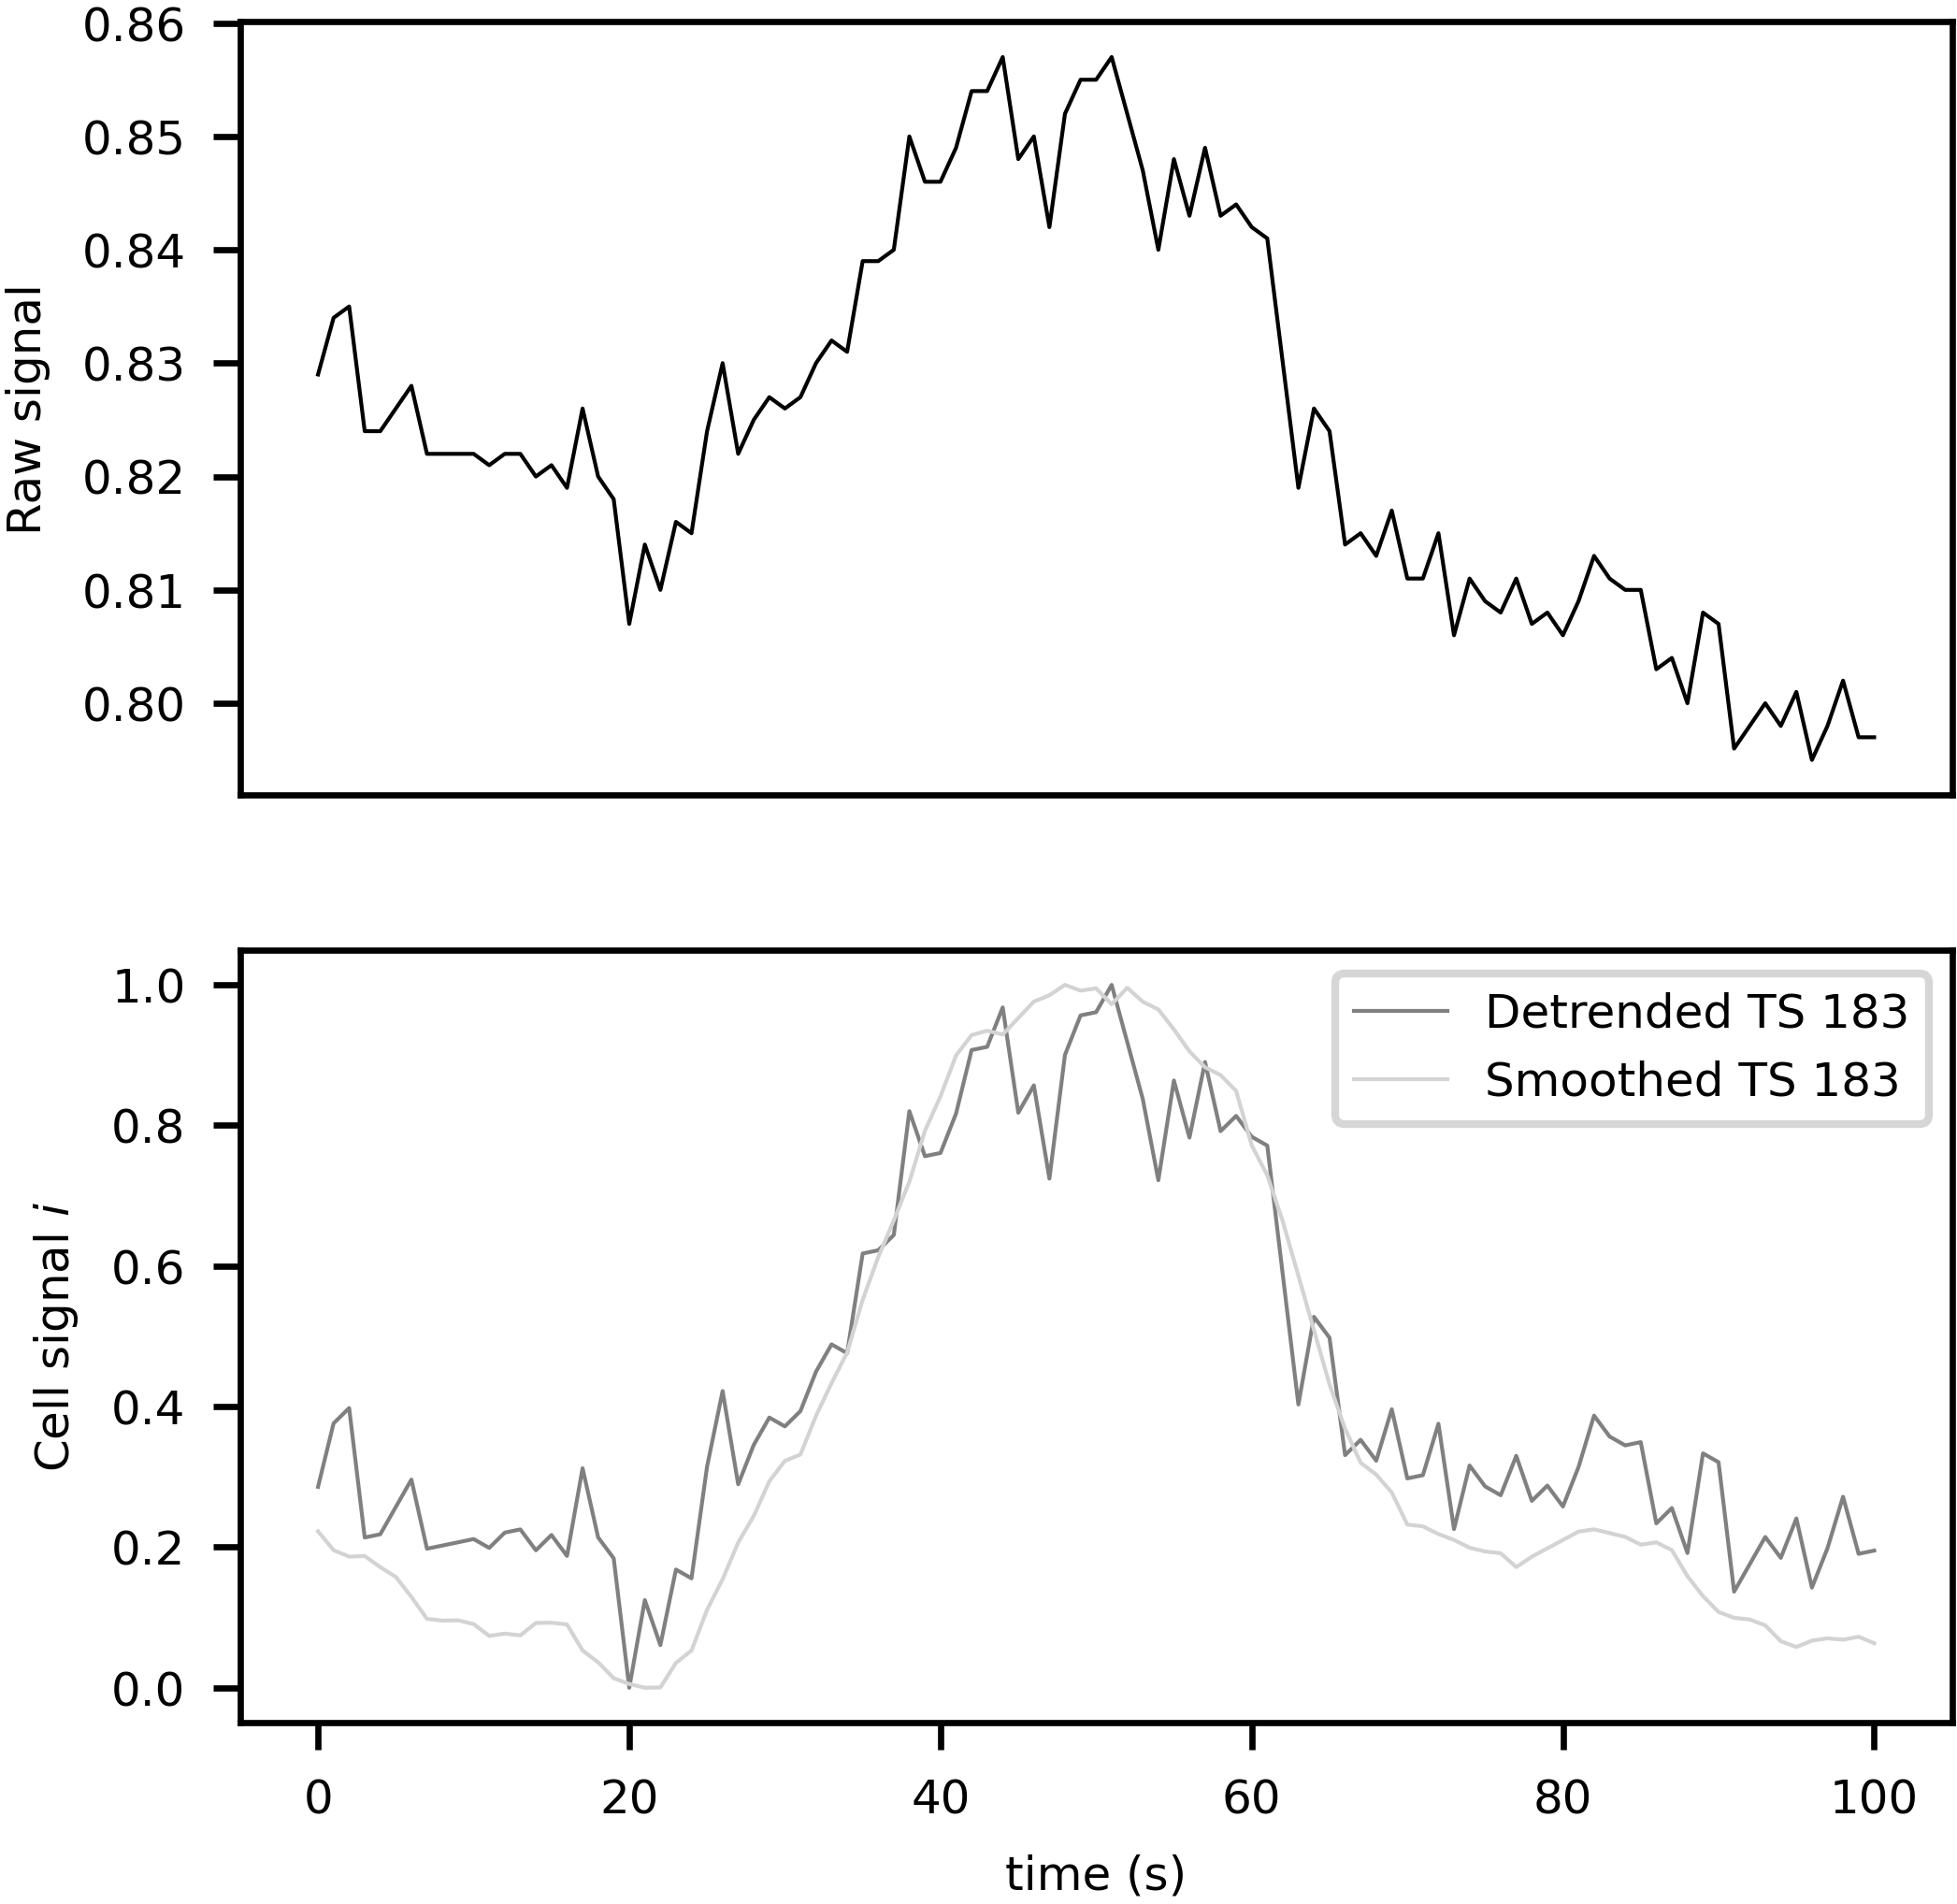 0.86
0.85
0.84
0.83
0.82
0.81
0.80
Raw signal
1.0
0.8
0.6
0.4
0.2
0.0
Cell signal i
Detrended TS 183
Smoothed TS 183
0 20 40 60 80 100
time (s)